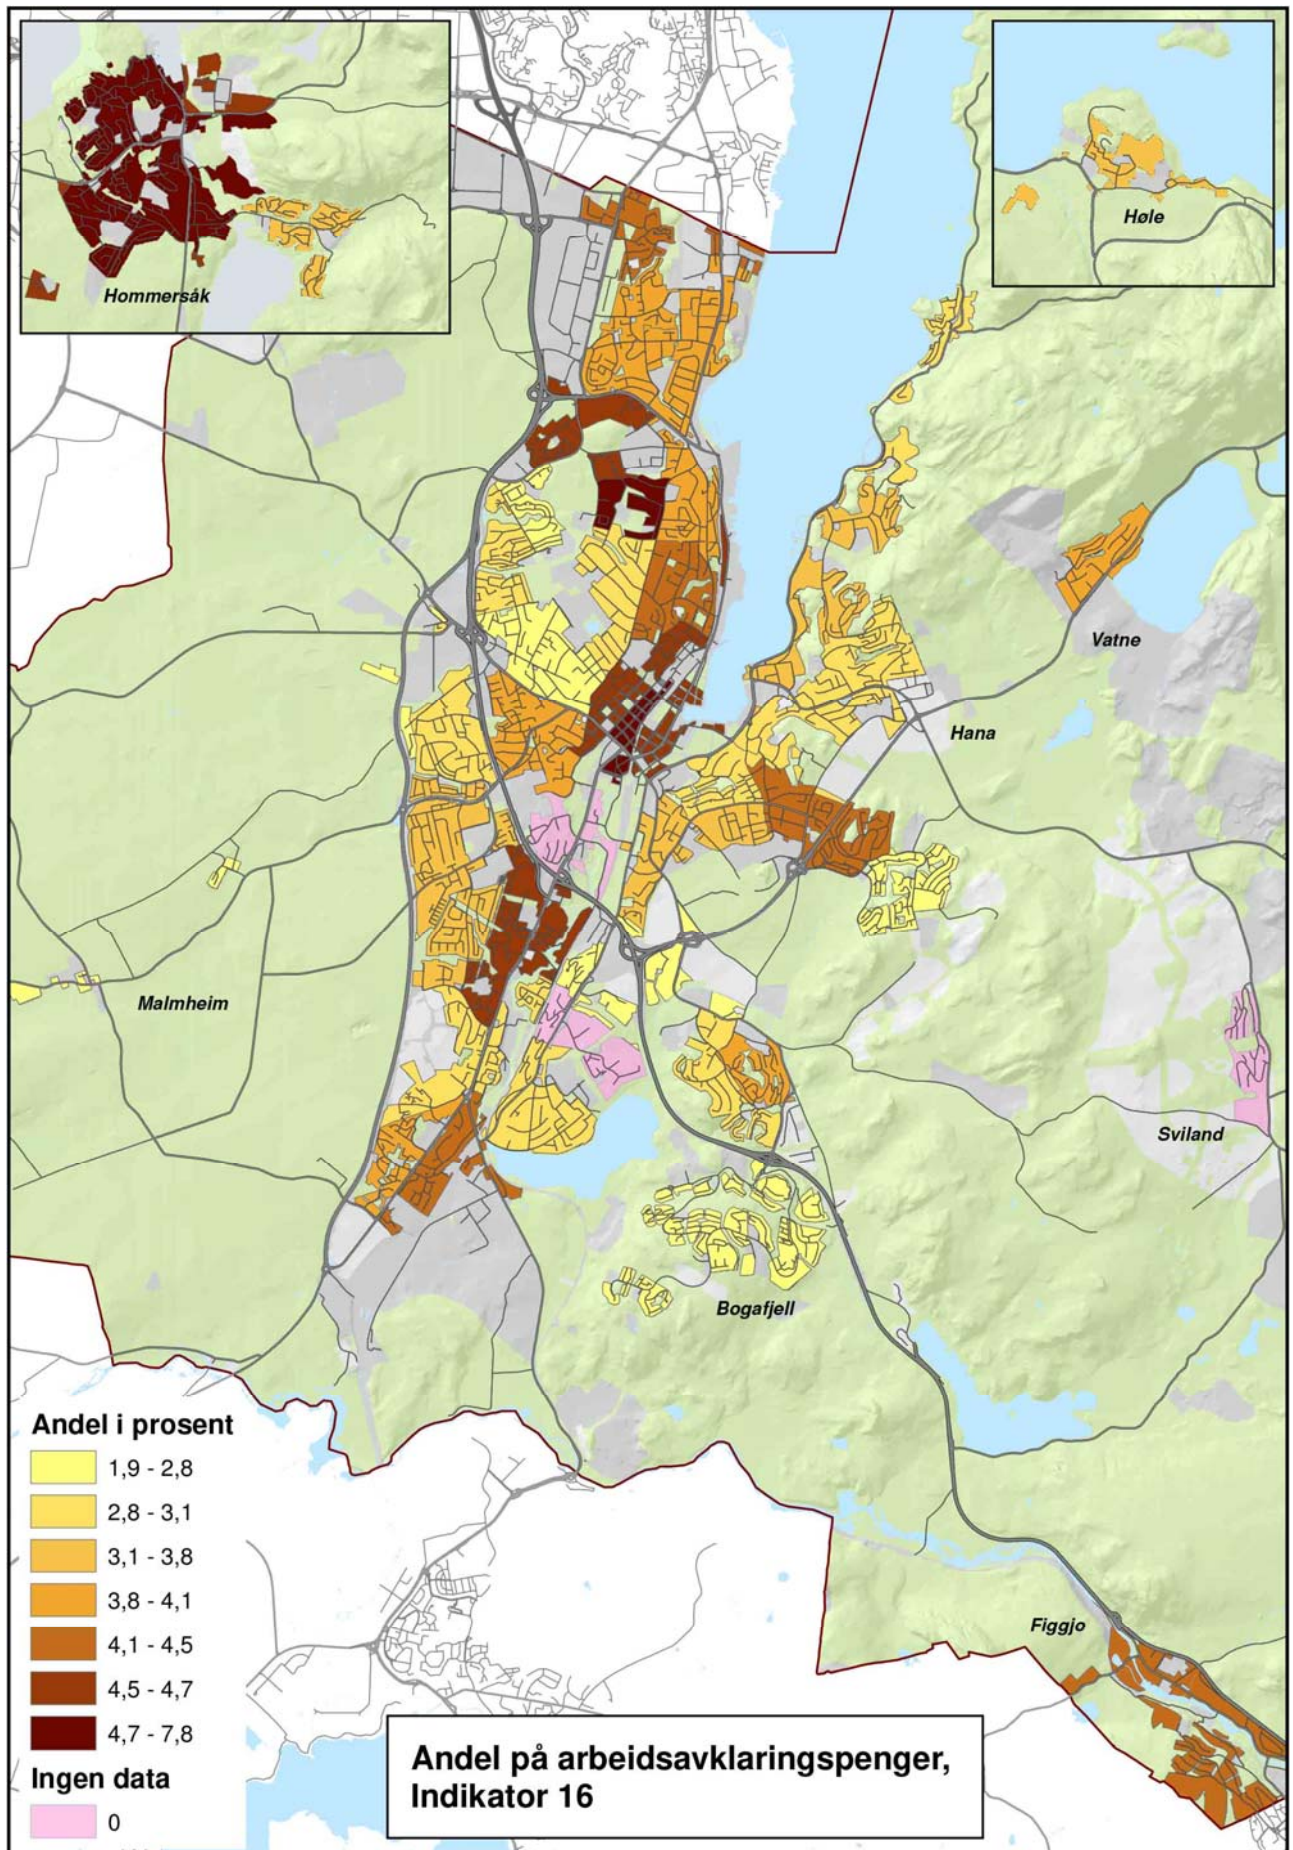 Hommersåk
Høle
Vatne
Hana
Malmheim
Sviland
Bogafjell
Figgjo
Andel i prosent
1,9 - 2,8
2,8 - 3,1
3,1 - 3,8
3,8 - 4,1
4,1 - 4,5
4,5 - 4,7
4,7 - 7,8
Ingen data
0
Andel på arbeidsavklaringspenger,
Indikator 16